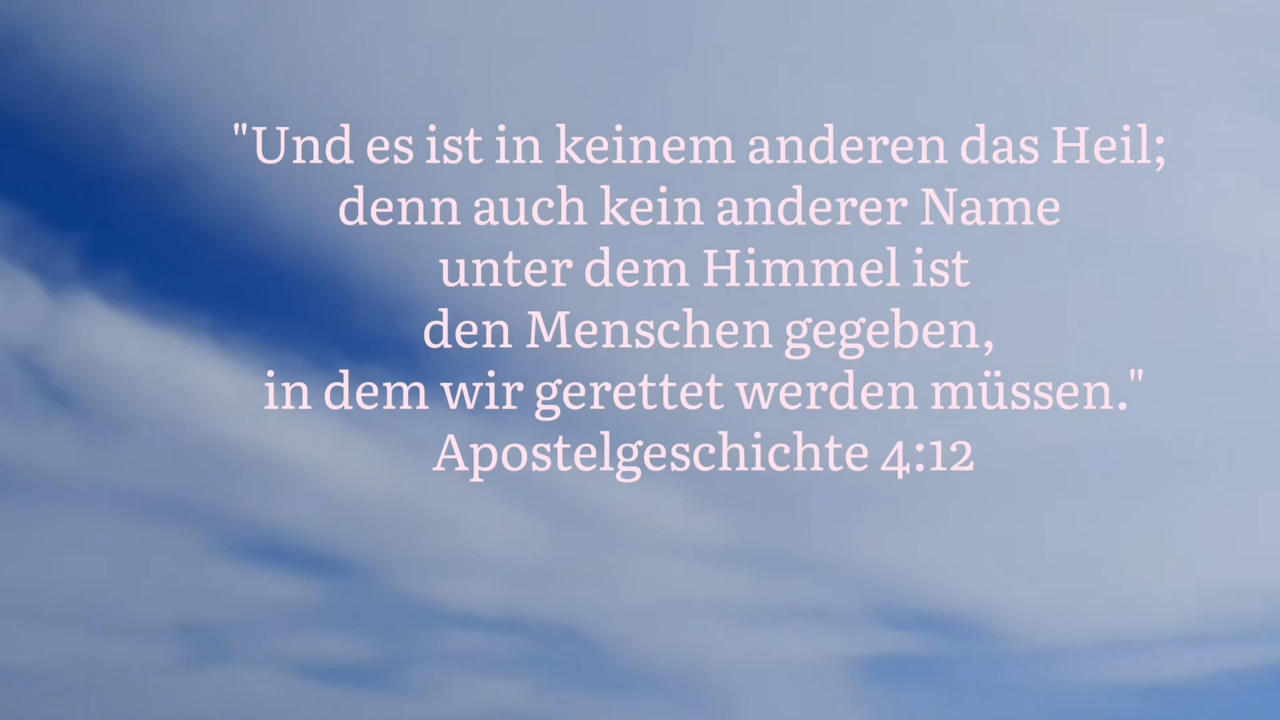 "Und es ist in keinem anderen das Heil;
denn auch kein anderer Name
unter dem Himmel ist
den Menschen gegeben,
in dem wir gerettet werden müssen."
Apostelgeschichte 4:12